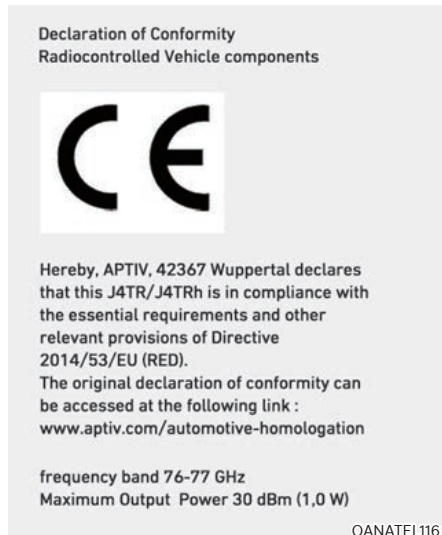 Declaration of Conformity
Radiocontrolled Vehicle components
CE
Hereby, APTIV, 42367 Wuppertal declares
that this J4TR/J4TRh is in compliance with
the essential requirements and other
relevant provisions of Directive
2014/53/EU (RED).
The original declaration of conformity can
be accessed at the following link :
www.aptiv.com/automotive-homologation
frequency band 76-77 GHz
Maximum Output Power 30 dBm (1,0 W)
OANATEL116